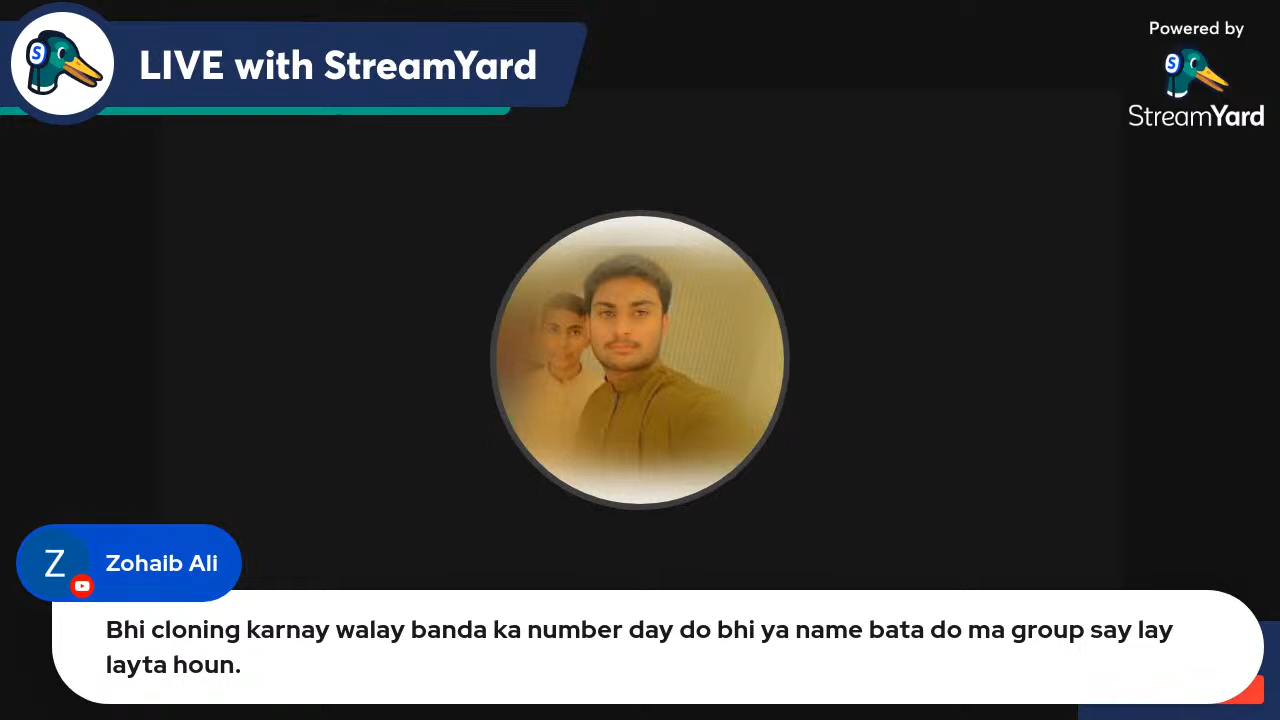 LIVE with StreamYard
Powered by
S
StreamYard
S
Z
Zohaib Ali
Bhi cloning karnay walay banda ka number day do bhi ya name bata do ma group say lay
layta houn.